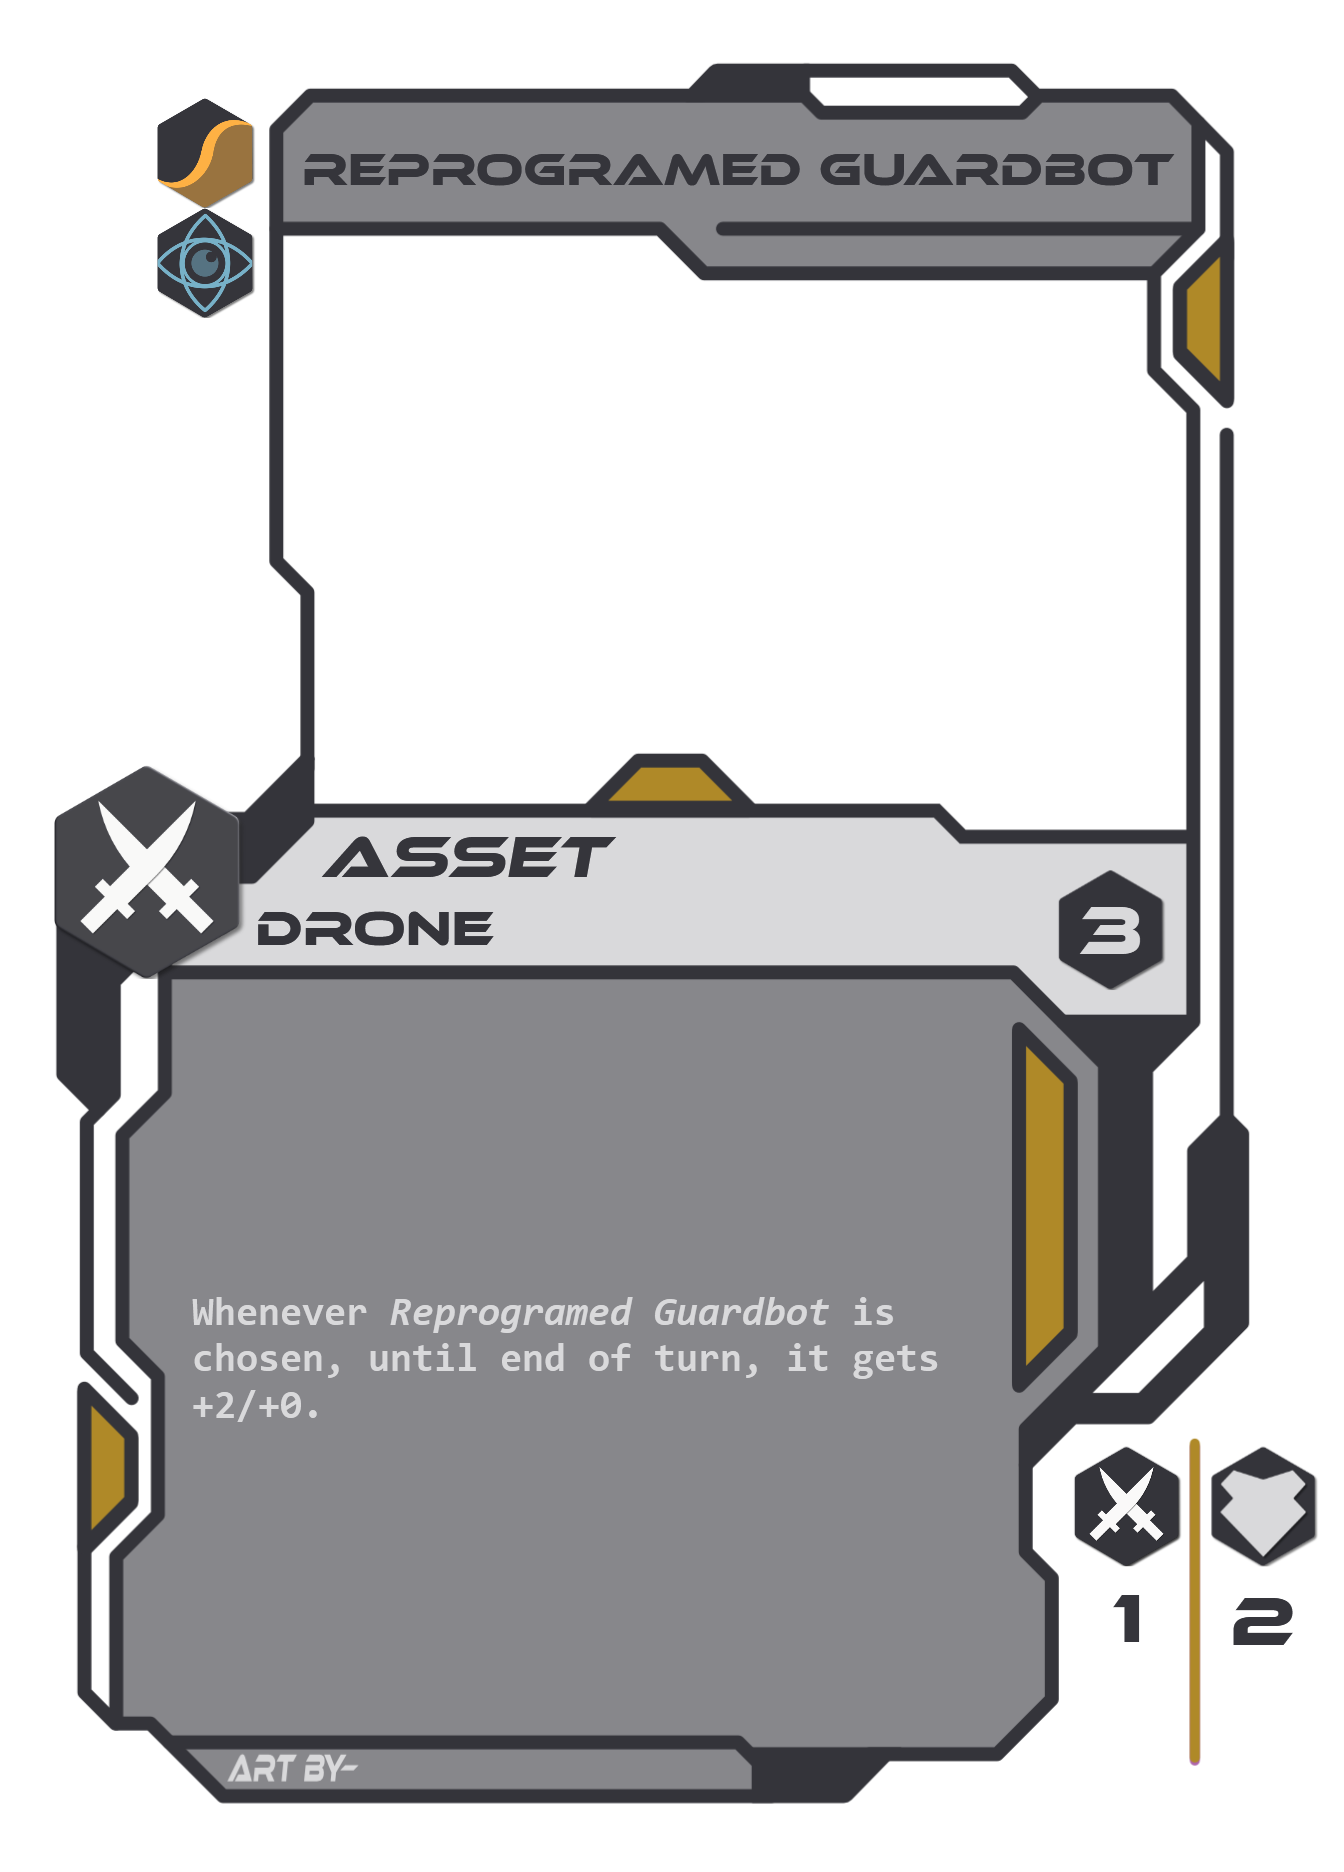 REPROGRAMED GUARDBOT
ASSET
DRONE
3
Whenever Reprogramed Guardbot is
chosen, until end of turn, it gets
+2/+0.
1
2
ART BY-